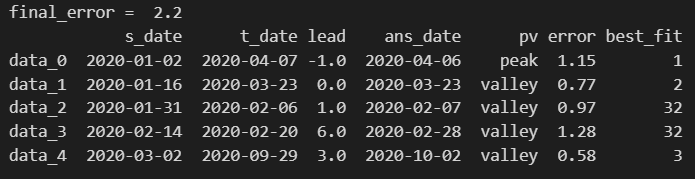 final_error =  2.2
            s_date      t_date lead    ans_date      pv error best_fit
data_0  2020-01-02  2020-04-07 -1.0  2020-04-06    peak  1.15        1
data_1  2020-01-16  2020-03-23  0.0  2020-03-23  valley  0.77        2
data_2  2020-01-31  2020-02-06  1.0  2020-02-07  valley  0.97       32
data_3  2020-02-14  2020-02-20  6.0  2020-02-28  valley  1.28       32
data_4  2020-03-02  2020-09-29  3.0  2020-10-02  valley  0.58        3